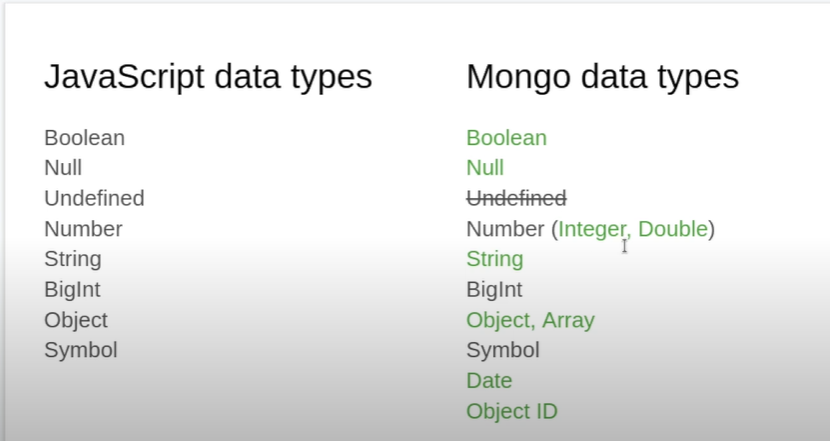 JavaScript data types
Boolean
Null
Undefined
Number
String
BigInt
Object
Symbol
Mongo data types
Boolean
Null
Undefined
Number (Integer, Double)
String
BigInt
Object, Array
Symbol
Date
Object ID